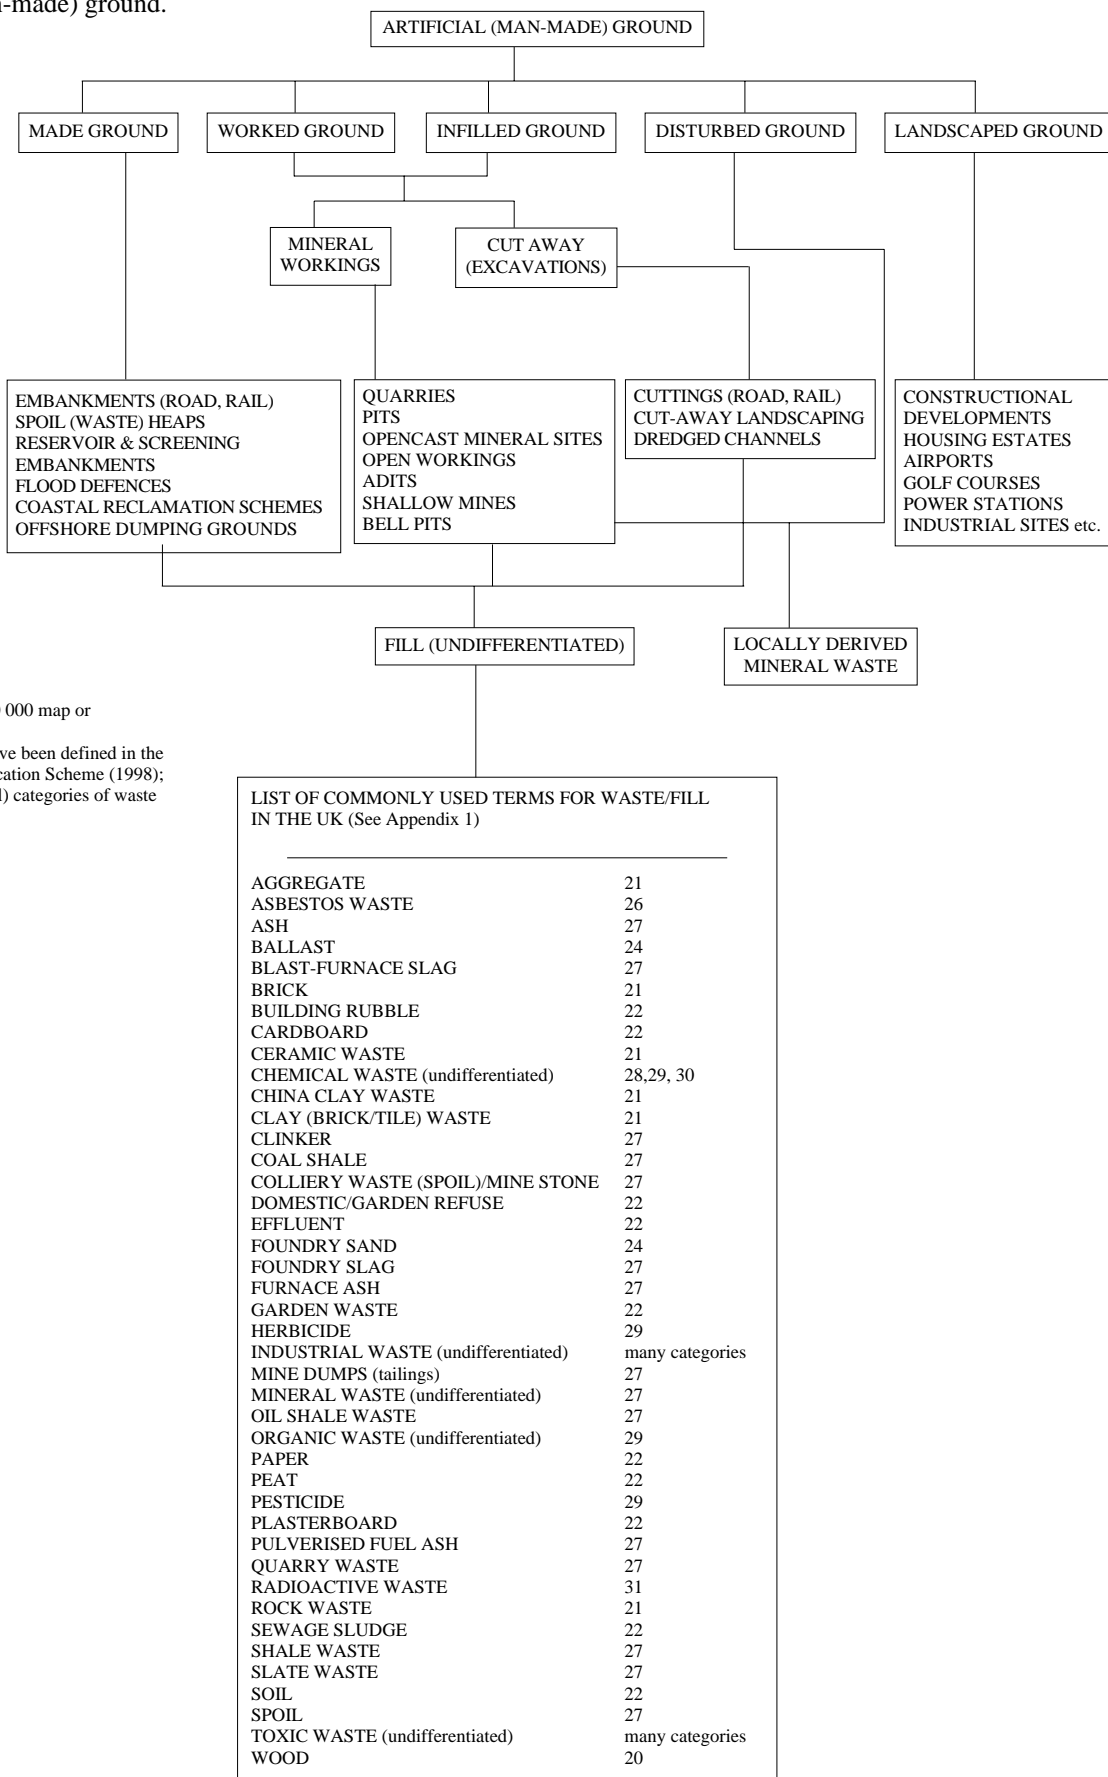 n-made) ground.
ARTIFICIAL (MAN-MADE) GROUND
MADE GROUND
WORKED GROUND
INFILLED GROUND
DISTURBED GROUND
LANDSCAPED GROUND
MINERAL
WORKINGS
CUT AWAY
(EXCAVATIONS)
EMBANKMENTS (ROAD, RAIL)
SPOIL (WASTE) HEAPS
RESERVOIR & SCREENING
EMBANKMENTS
FLOOD DEFENCES
COASTAL RECLAMATION SCHEMES
OFFSHORE DUMPING GROUNDS
QUARRIES
PITS
OPENCAST MINERAL SITES
OPEN WORKINGS
ADITS
SHALLOW MINES
BELL PITS
CUTTINGS (ROAD, RAIL)
CUT-AWAY LANDSCAPING
DREDGED CHANNELS
CONSTRUCTIONAL
DEVELOPMENTS
HOUSING ESTATES
AIRPORTS
GOLF COURSES
POWER STATIONS
INDUSTRIAL SITES etc.
FILL (UNDIFFERENTIATED)
LOCALLY DERIVED
MINERAL WASTE
000 map or
ve been defined in the
cation Scheme (1998);
l) categories of waste
LIST OF COMMONLY USED TERMS FOR WASTE/FILL
IN THE UK (See Appendix 1)
AGGREGATE 21
ASBESTOS WASTE 26
ASH 27
BALLAST 24
BLAST-FURNACE SLAG 27
BRICK 21
BUILDING RUBBLE 22
CARDBOARD 22
CERAMIC WASTE 21
CHEMICAL WASTE (undifferentiated) 28,29, 30
CHINA CLAY WASTE 21
CLAY (BRICK/TILE) WASTE 21
CLINKER 27
COAL SHALE 27
COLLIERY WASTE (SPOIL)/MINE STONE 27
DOMESTIC/GARDEN REFUSE 22
EFFLUENT 22
FOUNDRY SAND 24
FOUNDRY SLAG 27
FURNACE ASH 27
GARDEN WASTE 22
HERBICIDE 29
INDUSTRIAL WASTE (undifferentiated) many categories
MINE DUMPS (tailings) 27
MINERAL WASTE (undifferentiated) 27
OIL SHALE WASTE 27
ORGANIC WASTE (undifferentiated) 29
PAPER 22
PEAT 22
PESTICIDE 29
PLASTERBOARD 22
PULVERISED FUEL ASH 27
QUARRY WASTE 27
RADIOACTIVE WASTE 31
ROCK WASTE 21
SEWAGE SLUDGE 22
SHALE WASTE 27
SLATE WASTE 27
SOIL 22
SPOIL 27
TOXIC WASTE (undifferentiated) many categories
WOOD 20